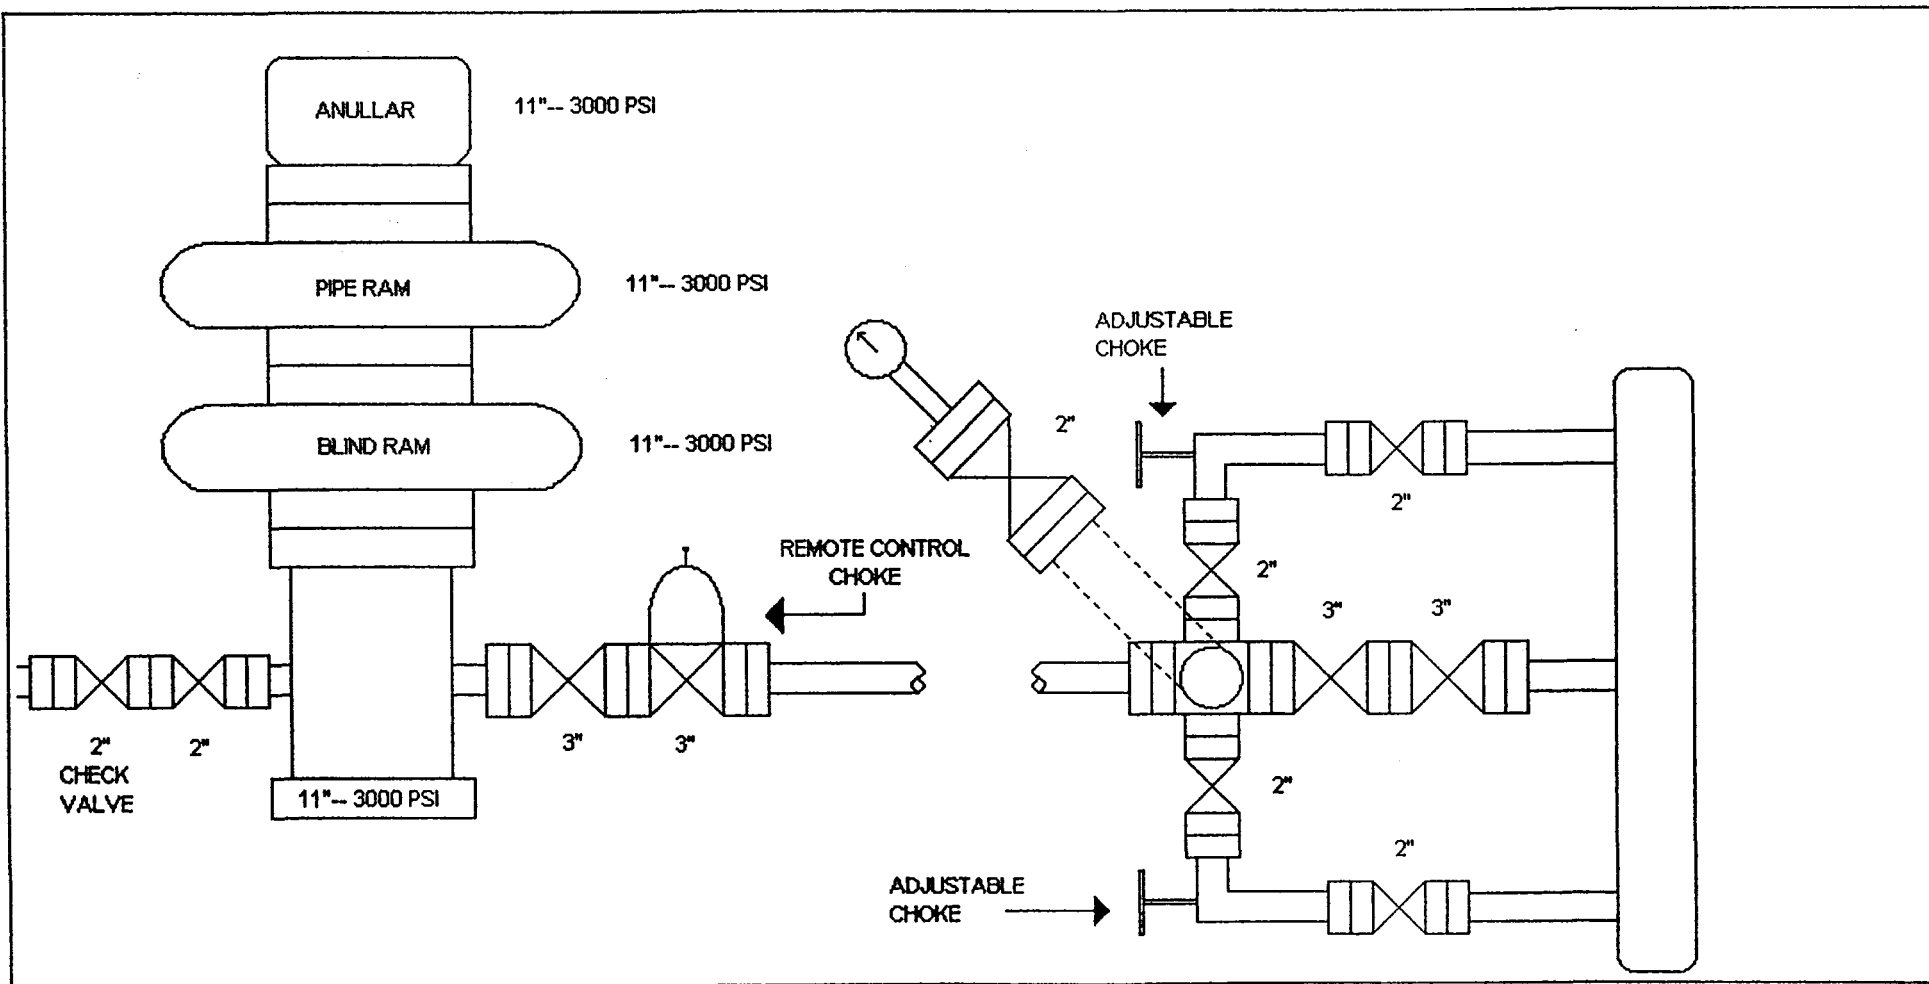 ANULLAR
11"-- 3000 PSI
PIPE RAM
11"-- 3000 PSI
BLIND RAM
11"-- 3000 PSI
REMOTE CONTROL
CHOKE
2"
2"
CHECK
VALVE
11"-- 3000 PSI
3"
3"
2"
ADJUSTABLE
CHOKE
2"
2"
3"
3"
2"
2"
ADJUSTABLE
CHOKE